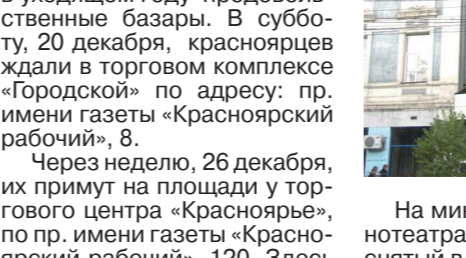 в уходящем году продоволь-
ственные базары. В суббо-
ту, 20 декабря, красноярцев
ждали в торговом комплексе
«Городской» по адресу: пр.
имени газеты «Красноярский
рабочий», 8.
Через неделю, 26 декабря,
их примут на площади у тор-
гового центра «Красноярье»,
по пр. имени газеты «Красно-
ярский рабочий», 120. Здесь
На мин
нотеатра
снятый в